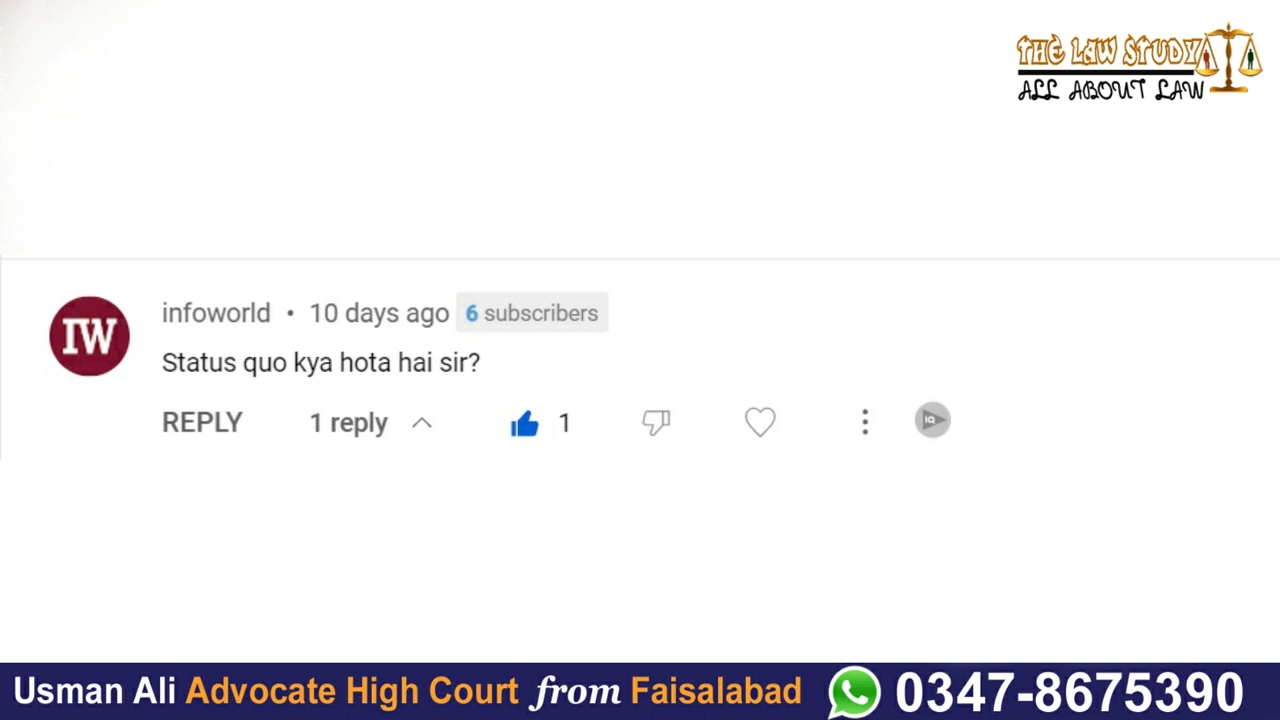 THE LAW STUDY
ALL ABOUT LAW
IW
infoworld • 10 days ago 6 subscribers
Status quo kya hota hai sir?
REPLY 1 reply 1
IQ
Usman Ali Advocate High Court from Faisalabad 0347-8675390